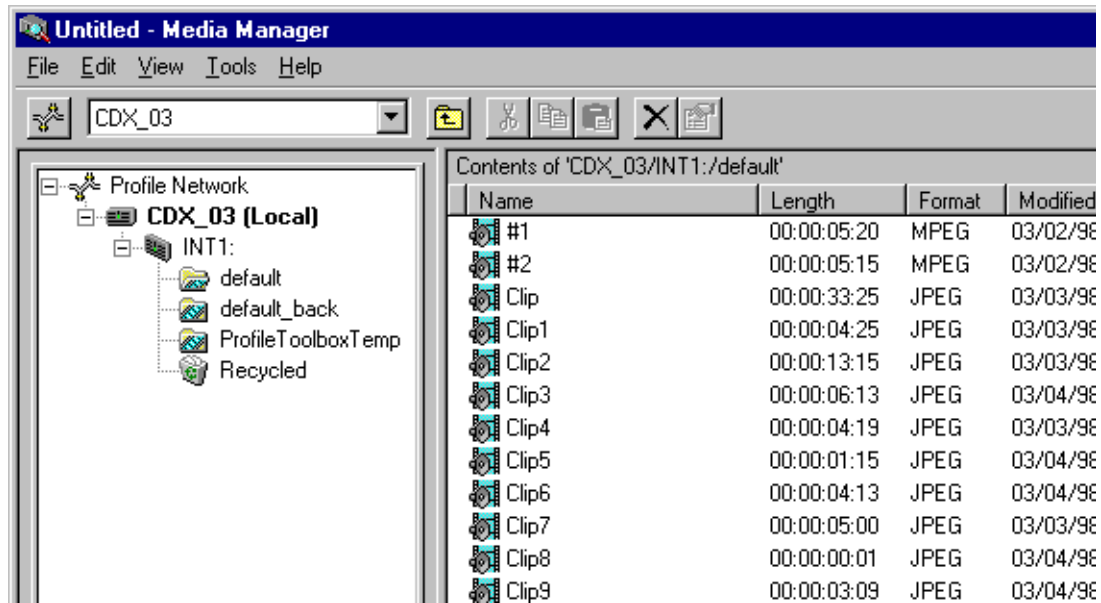 Untitled - Media Manager
File Edit View Tools Help
CDX_03
Profile Network
CDX_03 (Local)
INT1:
default
default_back
ProfileToolboxTemp
Recycled
Contents of 'CDX_03/INT1:/default'
Name Length Format Modified
#1 00:00:05:20 MPEG 03/02/98
#2 00:00:05:15 MPEG 03/02/98
Clip 00:00:33:25 JPEG 03/03/98
Clip1 00:00:04:25 JPEG 03/03/98
Clip2 00:00:13:15 JPEG 03/03/98
Clip3 00:00:06:13 JPEG 03/04/98
Clip4 00:00:04:19 JPEG 03/03/98
Clip5 00:00:01:15 JPEG 03/04/98
Clip6 00:00:04:13 JPEG 03/04/98
Clip7 00:00:05:00 JPEG 03/03/98
Clip8 00:00:00:01 JPEG 03/04/98
Clip9 00:00:03:09 JPEG 03/04/98